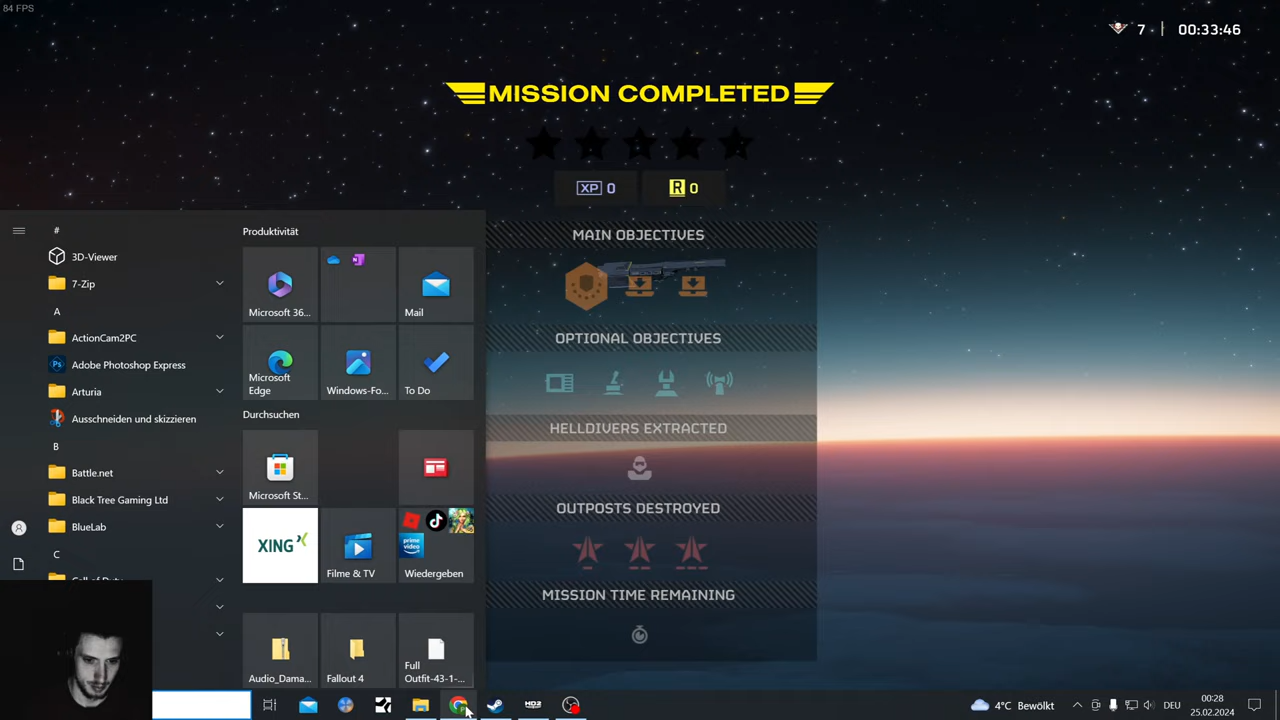 84 FPS
7 | 00:33:46
MISSION COMPLETED
XP 0
R 0
MAIN OBJECTIVES
OPTIONAL OBJECTIVES
HELLDIVERS EXTRACTED
OUTPOSTS DESTROYED
MISSION TIME REMAINING
#
3D-Viewer
7-Zip
A
ActionCam2PC
Adobe Photoshop Express
Arturia
Ausschneiden und skizzieren
B
Battle.net
Black Tree Gaming Ltd
BlueLab
C
Call of Duty
Produktivität
Microsoft 36...
Mail
Microsoft
Edge
Windows-Fo...
To Do
Durchsuchen
Microsoft St...
XING
Filme & TV
prime
video
Wiedergeben
Audio_Dama...
Fallout 4
Full
Outfit-43-1-...
HD2
4°C Bewölkt
DEU
00:28
25.02.2024